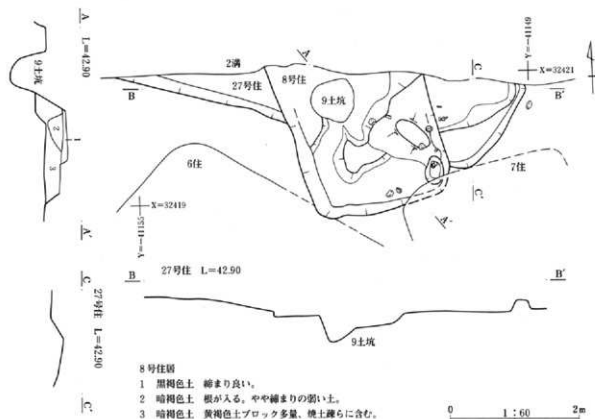 A
L=42.90
9土坑
1
2
3
A'
2溝
8号住
27号住
9土坑
A
C
B
B'
X=32421
6住
7住
X=32419
C'
A'
C
27号住 L=42.90
C'
B
27号住 L=42.90
B'
9土坑
8号住居
1 黒褐色土 締まり良い。
2 暗褐色土 根が入る。やや締まりの弱い土。
3 暗褐色土 黄褐色土ブロック多量、焼土疎らに含む。
0 1:60 2m